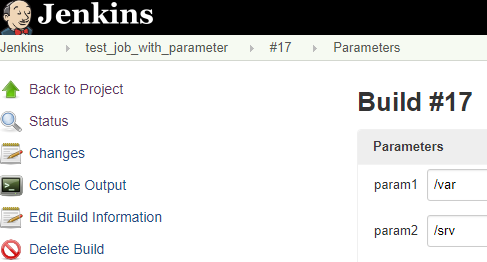 Jenkins
Jenkins test_job_with_parameter #17 Parameters
Back to Project
Status
Changes
Console Output
Edit Build Information
Delete Build
Build #17
Parameters
param1 /var
param2 /srv